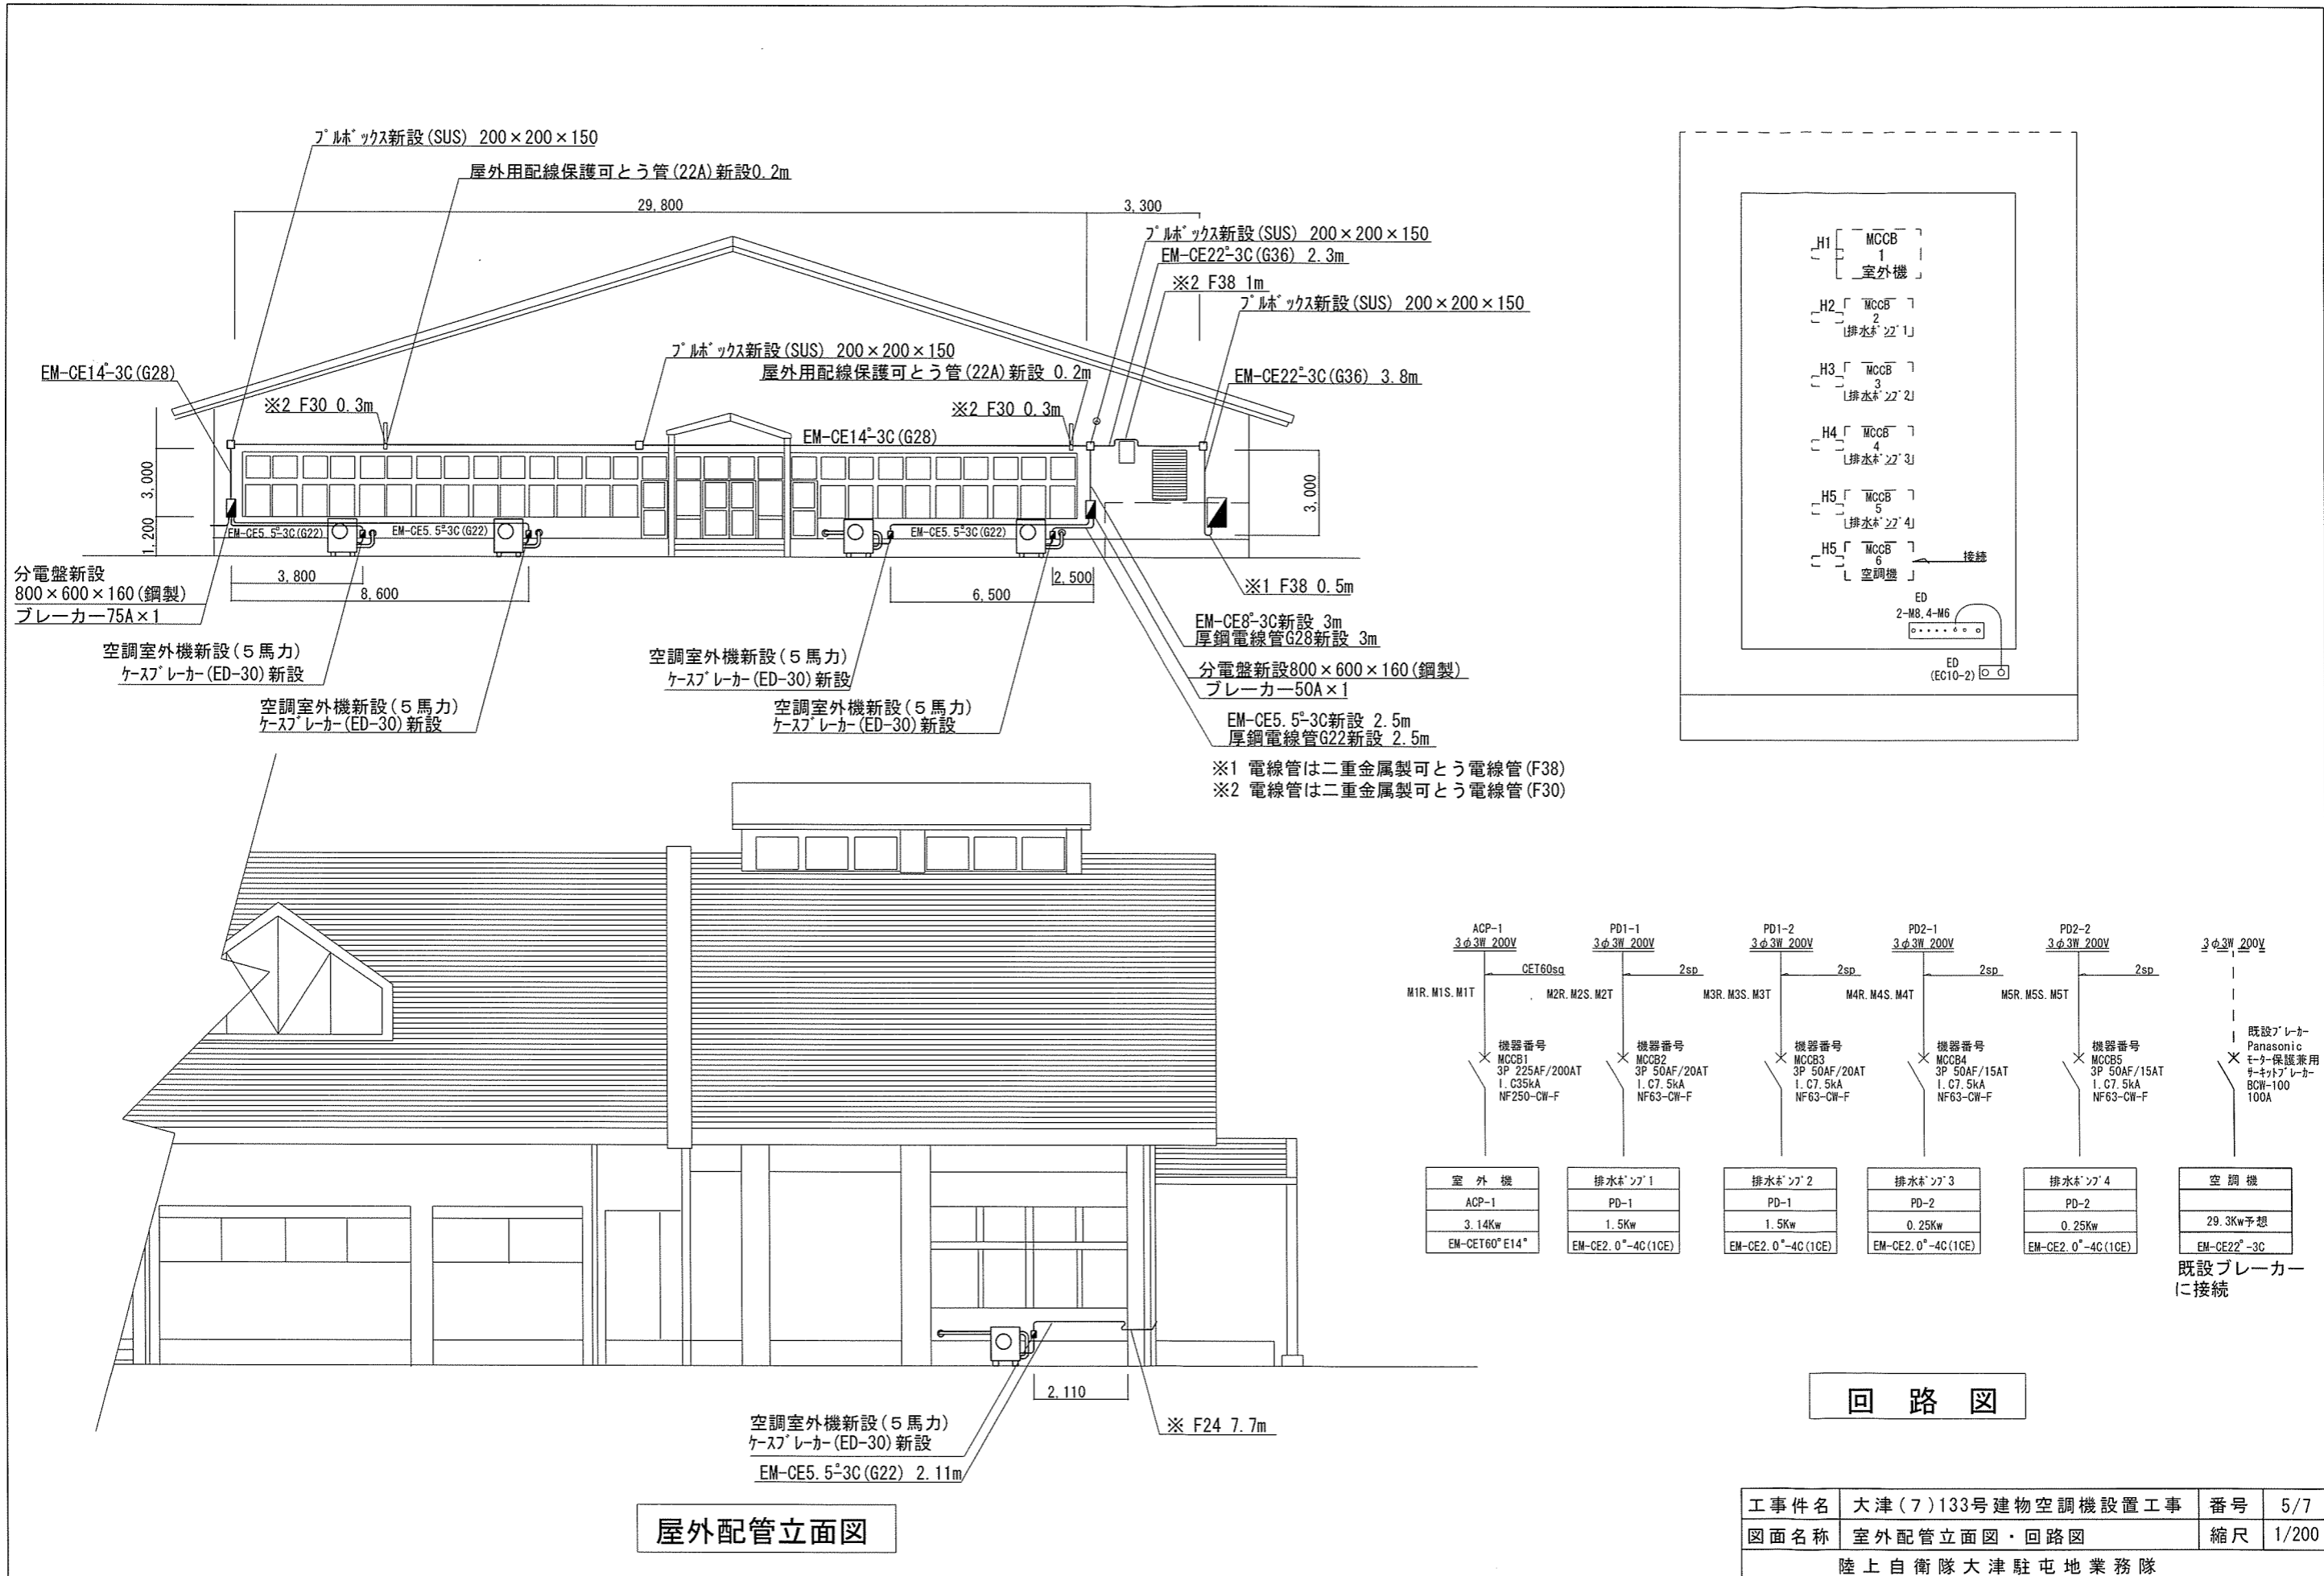 プルボックス新設(SUS) 200×200×150
屋外用配線保護可とう管(22A)新設0.2m
29,800
3,300
プルボックス新設(SUS) 200×200×150
EM-CE22°-3C(G36) 2.3m
※2 F38 1m
プルボックス新設(SUS) 200×200×150
プルボックス新設(SUS) 200×200×150
屋外用配線保護可とう管(22A)新設 0.2m
EM-CE14°-3C(G28)
EM-CE22°-3C(G36) 3.8m
※2 F30 0.3m
※2 F30 0.3m
EM-CE14°-3C(G28)
3,000
1,200
3,000
EM-CE5.5°-3C(G22)
EM-CE5.5°-3C(G22)
EM-CE5.5°-3C(G22)
分電盤新設
800×600×160(鋼製)
ブレーカー75A×1
3,800
8,600
2,500
6,500
※1 F38 0.5m
EM-CE8°-3C新設 3m
厚鋼電線管G28新設 3m
空調室外機新設(5馬力)
ケースブレーカー(ED-30)新設
空調室外機新設(5馬力)
ケースブレーカー(ED-30)新設
分電盤新設800×600×160(鋼製)
ブレーカー50A×1
空調室外機新設(5馬力)
ケースブレーカー(ED-30)新設
空調室外機新設(5馬力)
ケースブレーカー(ED-30)新設
EM-CE5.5°-3C新設 2.5m
厚鋼電線管G22新設 2.5m
※1 電線管は二重金属製可とう電線管(F38)
※2 電線管は二重金属製可とう電線管(F30)
H1 MCCB
1
室外機
H2 MCCB
2
排水ポンプ1
H3 MCCB
3
排水ポンプ2
H4 MCCB
4
排水ポンプ3
H5 MCCB
5
排水ポンプ4
H5 MCCB
6
空調機
接続
ED
2-M8,4-M6
ED
(EC10-2)
2,110
空調室外機新設(5馬力)
ケースブレーカー(ED-30)新設
EM-CE5.5°-3C(G22) 2.11m
※ F24 7.7m
屋外配管立面図
ACP-1
3φ3W 200V
CET60sq
M1R.M1S.M1T
機器番号
MCCB1
3P 225AF/200AT
I.C35kA
NF250-CW-F
室外機
ACP-1
3.14Kw
EM-CET60°E14°
PD1-1
3φ3W 200V
2sp
M2R.M2S.M2T
機器番号
MCCB2
3P 50AF/20AT
I.C7.5kA
NF63-CW-F
排水ポンプ1
PD-1
1.5Kw
EM-CE2.0°-4C(1CE)
PD1-2
3φ3W 200V
2sp
M3R.M3S.M3T
機器番号
MCCB3
3P 50AF/20AT
I.C7.5kA
NF63-CW-F
排水ポンプ2
PD-1
1.5Kw
EM-CE2.0°-4C(1CE)
PD2-1
3φ3W 200V
2sp
M4R.M4S.M4T
機器番号
MCCB4
3P 50AF/15AT
I.C7.5kA
NF63-CW-F
排水ポンプ3
PD-2
0.25Kw
EM-CE2.0°-4C(1CE)
PD2-2
3φ3W 200V
2sp
M5R.M5S.M5T
機器番号
MCCB5
3P 50AF/15AT
I.C7.5kA
NF63-CW-F
排水ポンプ4
PD-2
0.25Kw
EM-CE2.0°-4C(1CE)
3φ3W 200V
既設ブレーカー
Panasonic
モーター保護兼用
サーキットブレーカー
BCW-100
100A
空調機
29.3Kw予想
EM-CE22°-3C
既設ブレーカー
に接続
回路図
工事件名 大津(7)133号建物空調機設置工事 番号 5/7
図面名称 室外配管立面図・回路図 縮尺 1/200
陸上自衛隊大津駐屯地業務隊